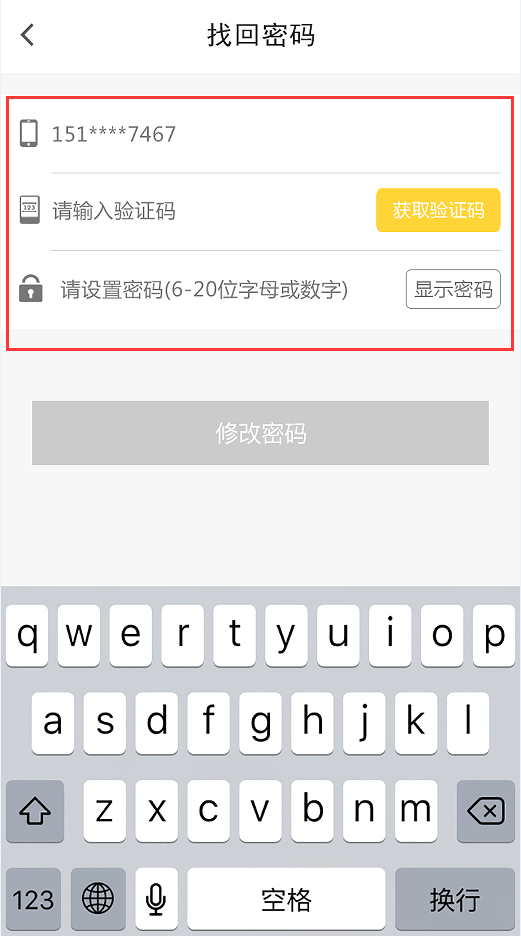 找回密码
151****7467
123
请输入验证码 获取验证码
请设置密码(6-20位字母或数字) 显示密码
修改密码
q w e r t y u i o p
a s d f g h j k l
z x c v b n m
123 空格 换行